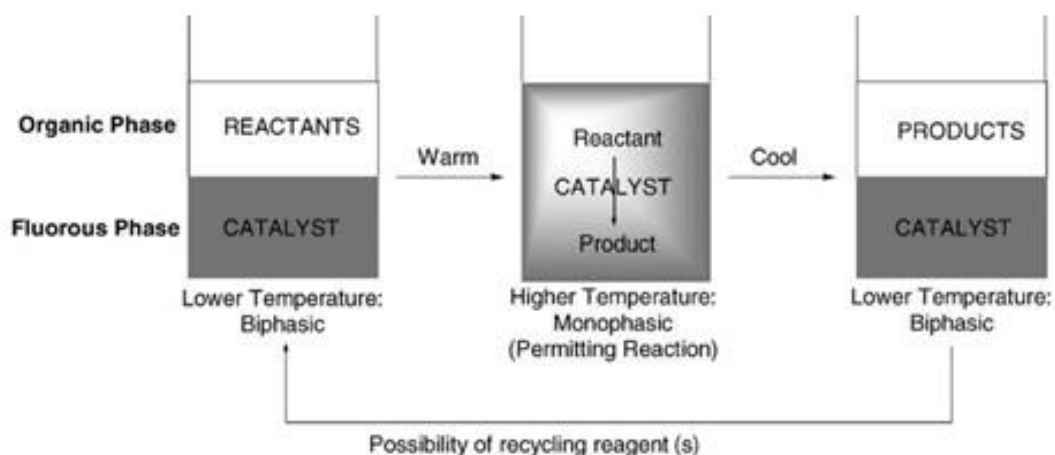 Organic Phase
REACTANTS
Fluorous Phase
CATALYST
Lower Temperature:
Biphasic
Warm
Reactant
CATALYST
Product
Higher Temperature:
Monophasic
(Permitting Reaction)
Cool
PRODUCTS
CATALYST
Lower Temperature:
Biphasic
Possibility of recycling reagent (s)